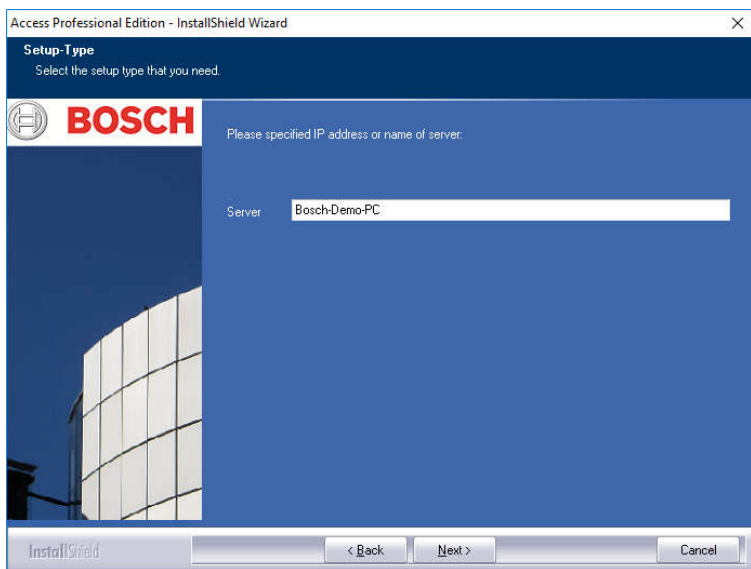 Access Professional Edition - InstallShield Wizard
Setup-Type
Select the setup type that you need.
BOSCH
Please specified IP address or name of server:
Server
Bosch-Demo-PC
InstallShield
< Back
Next >
Cancel